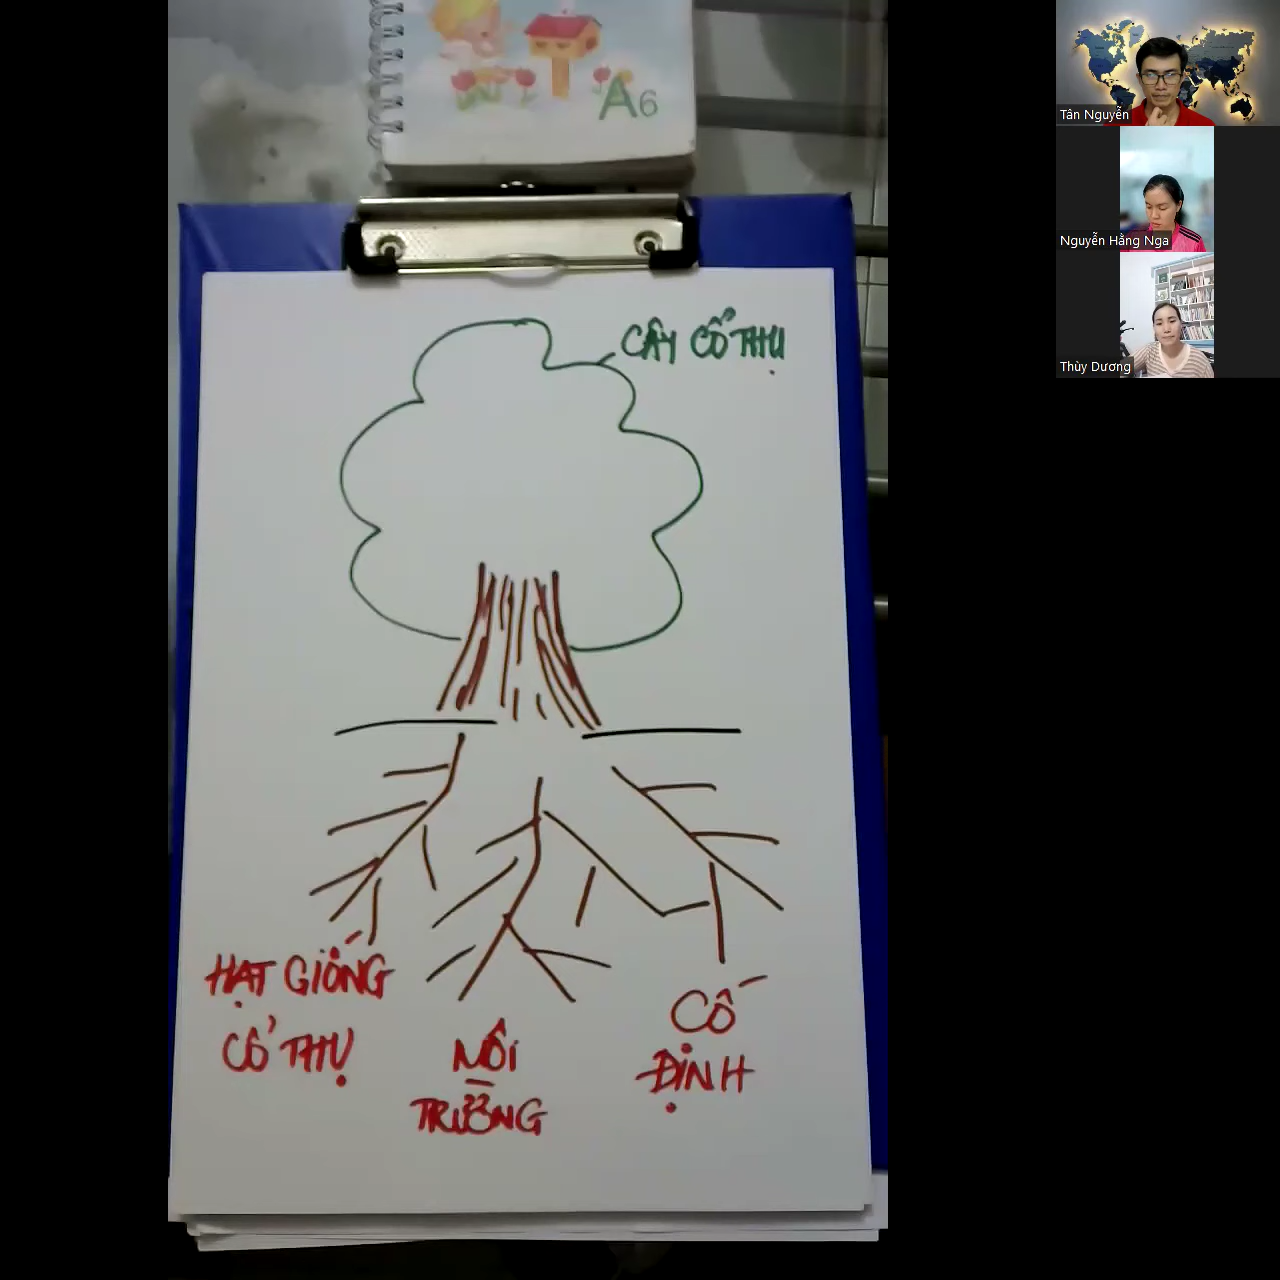 A6
CÂY CỔ THỤ
HẠT GIỐNG
CỔ THỤ
MÔI
TRƯỜNG
CỐ
ĐỊNH
Tân Nguyễn
Nguyễn Hằng Nga
Thùy Dương